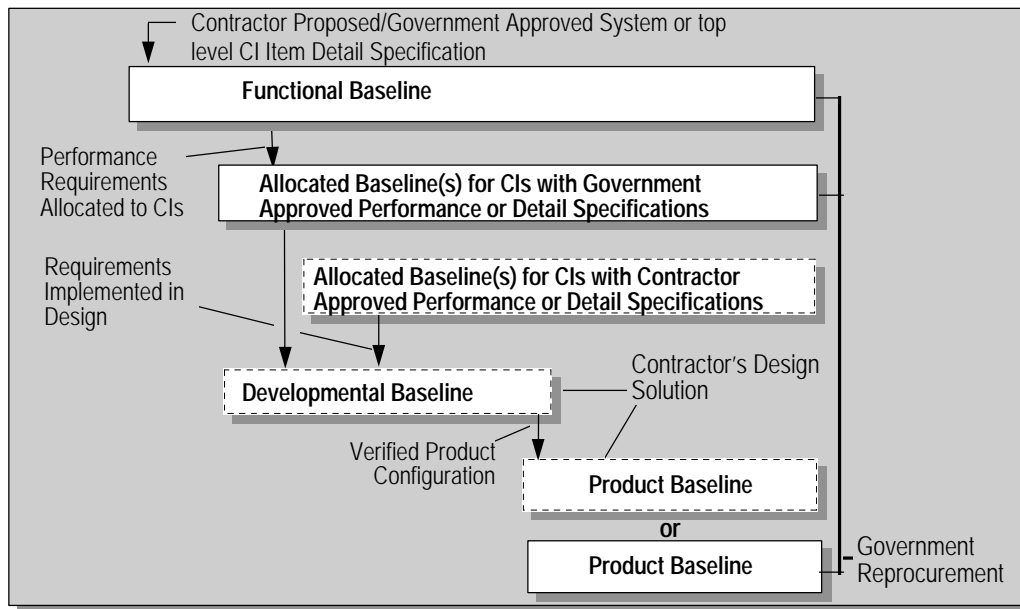 Contractor Proposed/Government Approved System or top
level CI Item Detail Specification
Functional Baseline
Performance
Requirements
Allocated to CIs
Allocated Baseline(s) for CIs with Government
Approved Performance or Detail Specifications
Requirements
Implemented in
Design
Allocated Baseline(s) for CIs with Contractor
Approved Performance or Detail Specifications
Contractor's Design
Solution
Developmental Baseline
Verified Product
Configuration
Product Baseline
or
Product Baseline
Government
Reprocurement